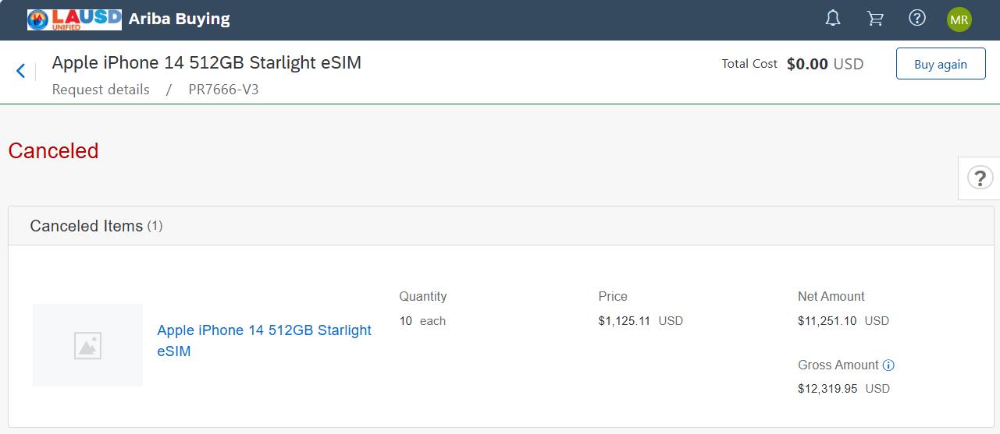 LAUSD UNIFIED Ariba Buying MR
Apple iPhone 14 512GB Starlight eSIM Total Cost $0.00 USD Buy again
Request details / PR7666-V3
Canceled
?
Canceled Items (1)
Quantity Price Net Amount
10 each $1,125.11 USD $11,251.10 USD
Apple iPhone 14 512GB Starlight
eSIM
Gross Amount
$12,319.95 USD